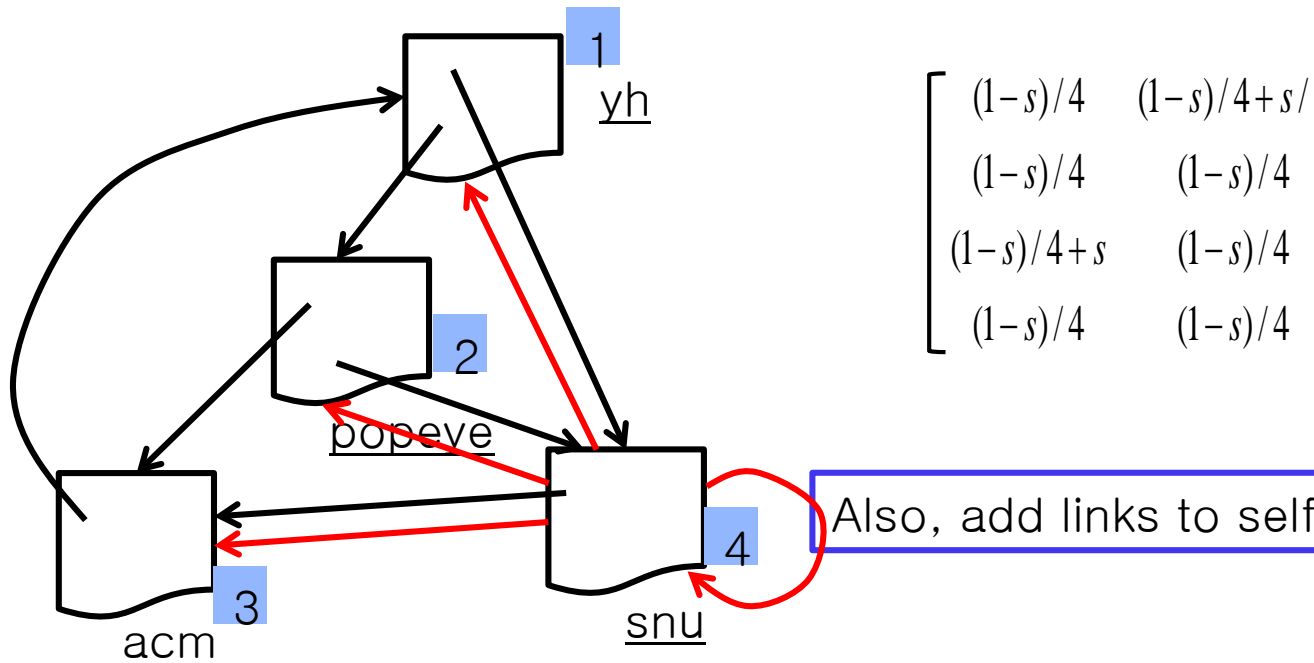 1
yh
2
popeye
3
acm
4
snu
Also, add links to self
(1−s)/4 (1−s)/4+s/
(1−s)/4 (1−s)/4
(1−s)/4+s (1−s)/4
(1−s)/4 (1−s)/4